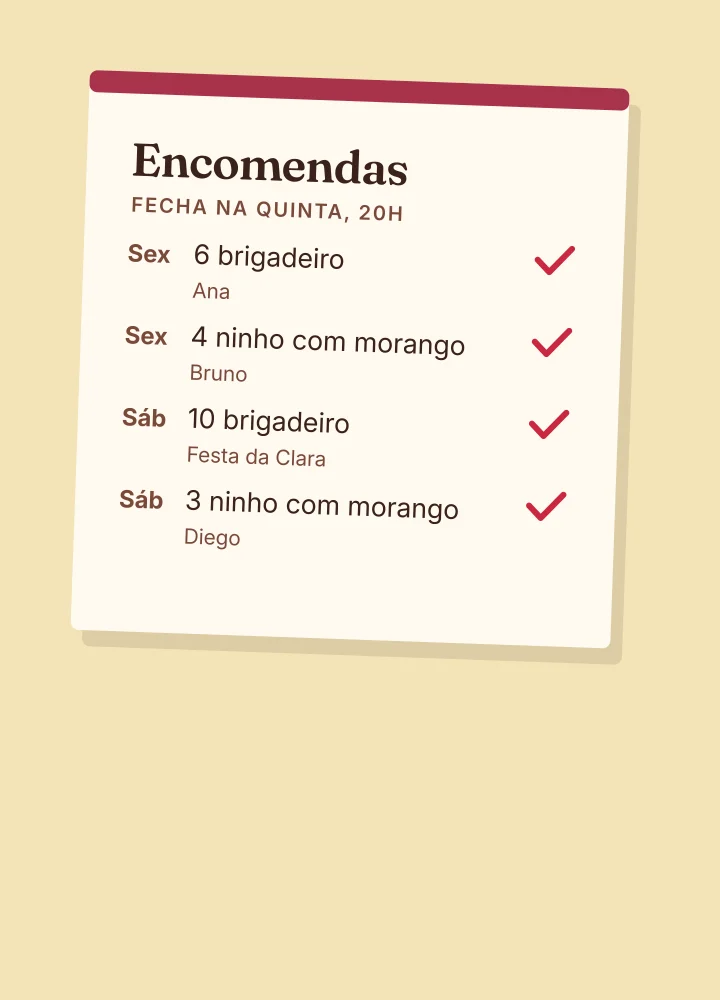 Encomendas
FECHA NA QUINTA, 20H
Sex 6 brigadeiro
Ana
Sex 4 ninho com morango
Bruno
Sáb 10 brigadeiro
Festa da Clara
Sáb 3 ninho com morango
Diego